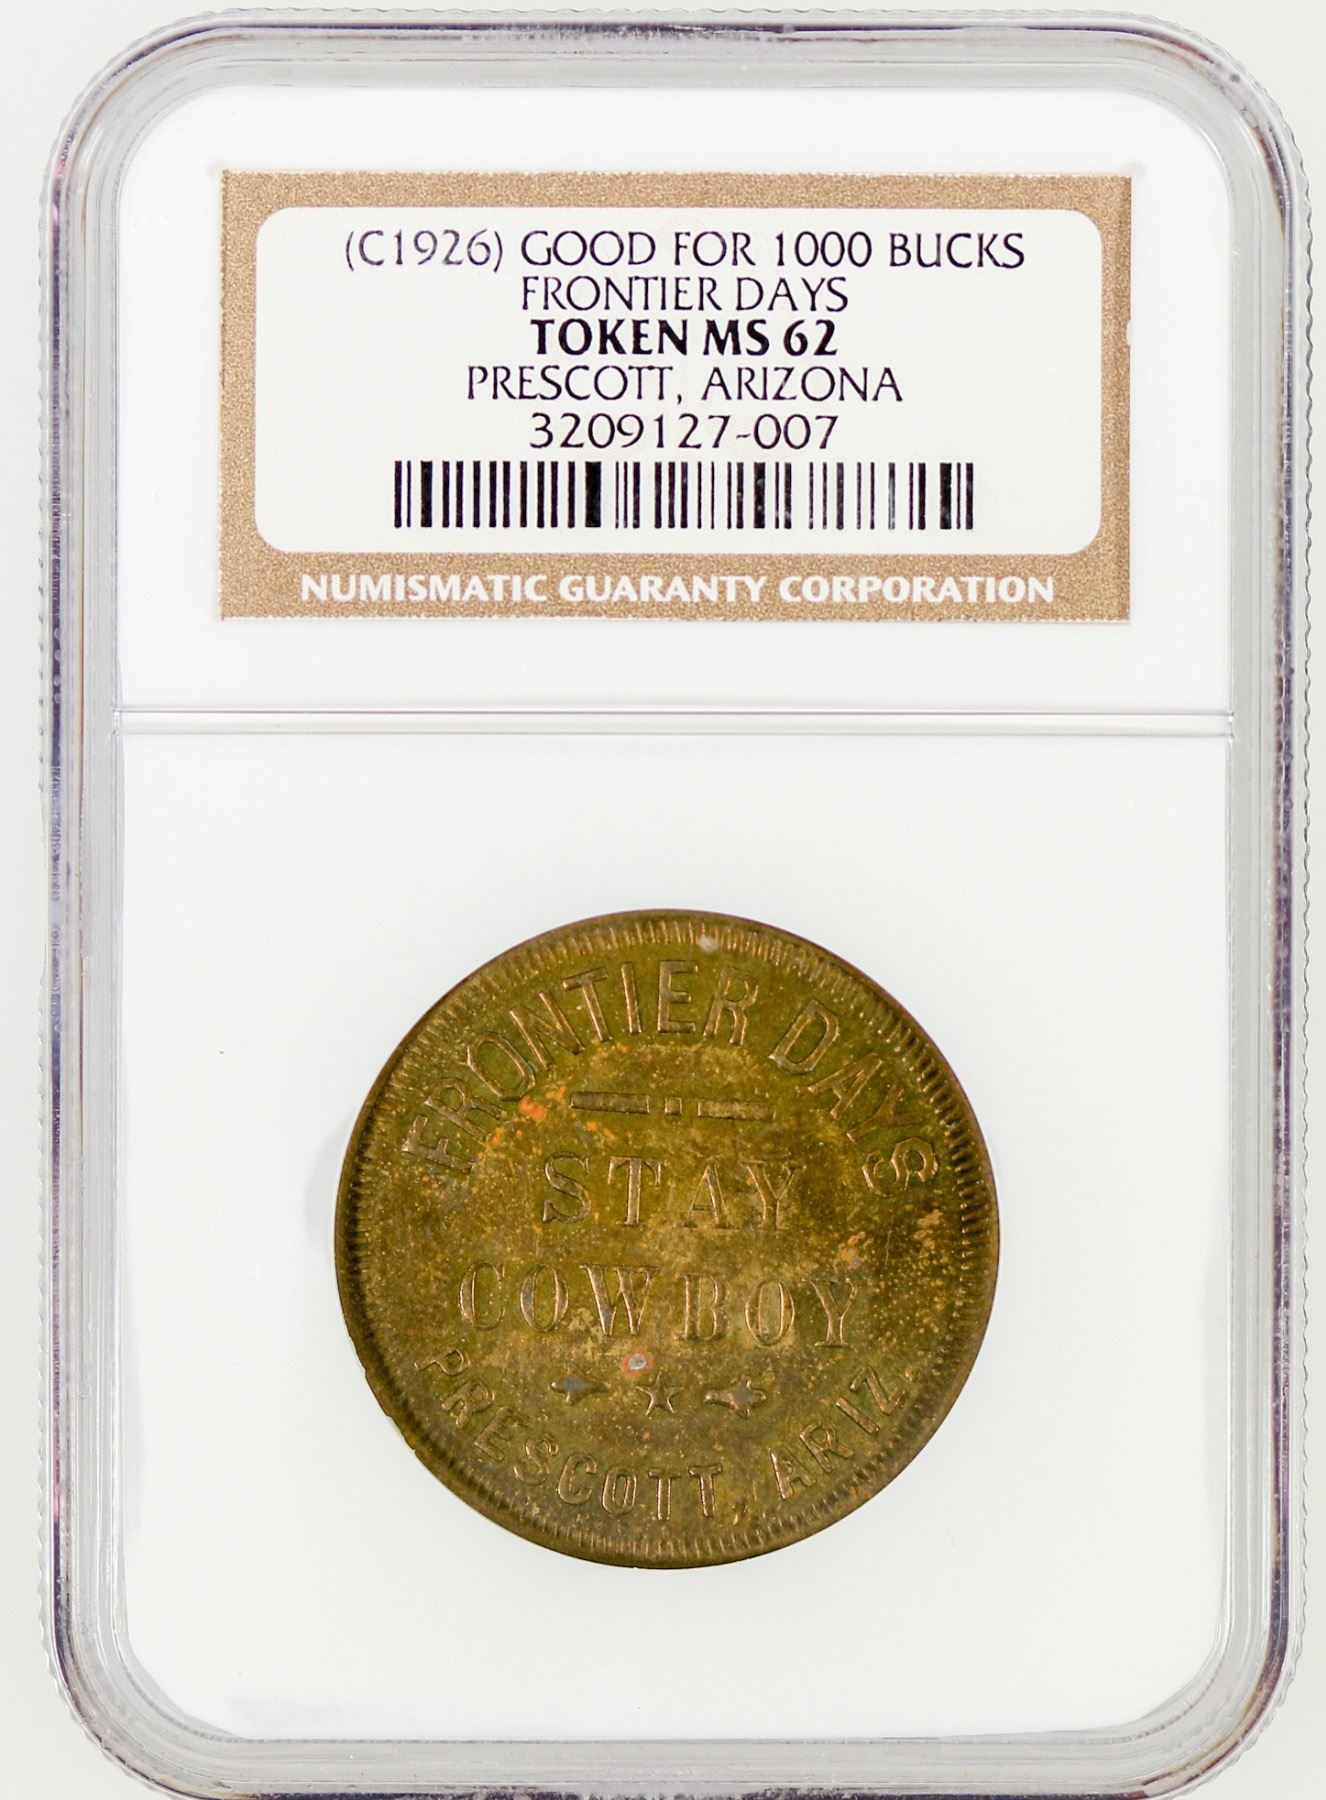 (C1926) GOOD FOR 1000 BUCKS
FRONTIER DAYS
TOKEN MS 62
PRESCOTT, ARIZONA
3209127-007
NUMISMATIC GUARANTY CORPORATION
FRONTIER DAYS
STAY
COWBOY
PRESCOTT, ARIZ.